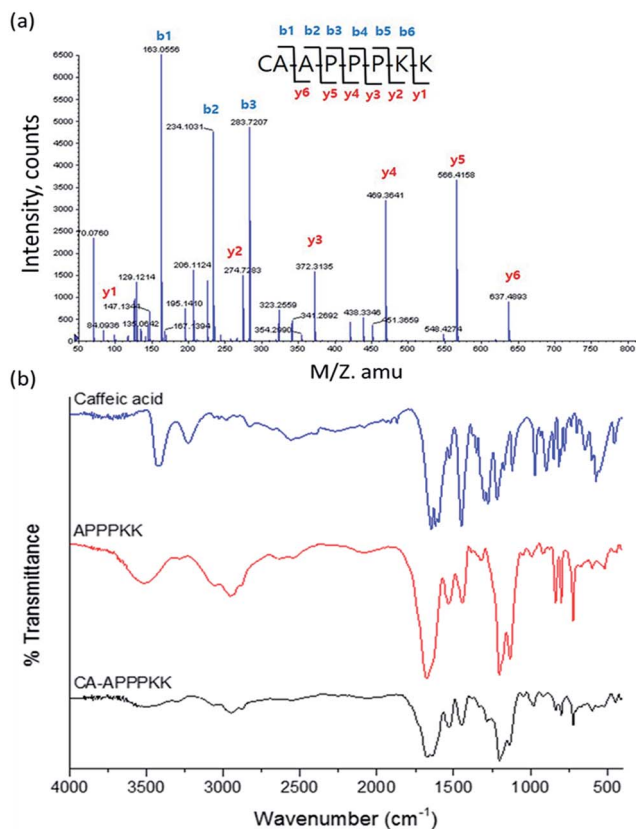 (a)
b1 b2 b3 b4 b5 b6
CA A P P P K K
y6 y5 y4 y3 y2 y1
Intensity, counts
6500
6000
5500
5000
4500
4000
3500
3000
2500
2000
1500
1000
500
0
b1
163.0556
b2
234.1031
b3
283.7207
y1
y2
y3
y4
y5
y6
70.0760
84.0936
129.1214
147.1344
135.0642
167.1394
195.1410
206.1124
274.7283
323.2559
341.2692
354.2990
372.3135
438.3346
451.3659
469.3641
548.4274
566.4158
637.4893
50 100 150 200 250 300 350 400 450 500 550 600 650 700 750 800
M/Z. amu
(b)
Caffeic acid
APPPKK
CA-APPPKK
% Transmittance
4000 3500 3000 2500 2000 1500 1000 500
Wavenumber (cm⁻¹)